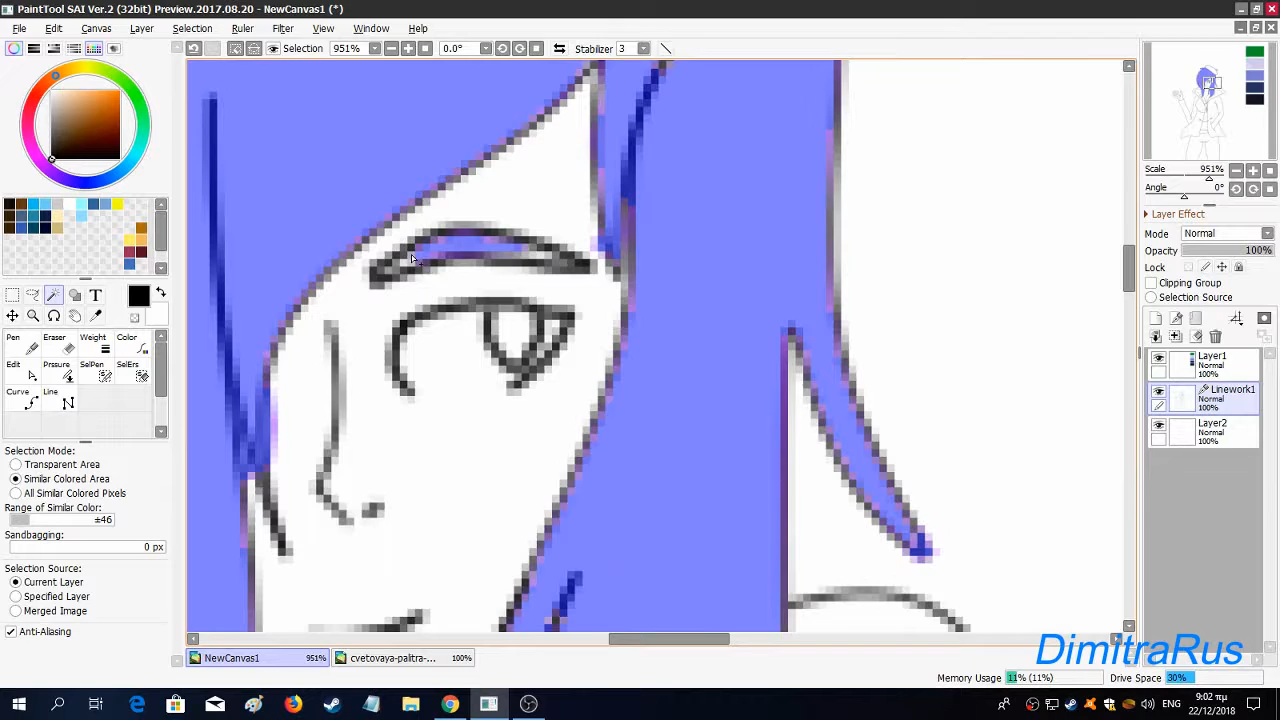 PaintTool SAI Ver.2 (32bit) Preview.2017.08.20 - NewCanvas1 (*)
File Edit Canvas Layer Selection Ruler Filter View Window Help
Selection 951% 0.0° Stabilizer 3
Scale 951%
Angle 0°
Layer Effect
Mode Normal
Opacity 100%
Lock
Clipping Group
Selection Source
Layer1
Normal
100%
Linework1
Normal
100%
Layer2
Normal
100%
T
Pen Eraser Weight Color
Edit Prssure SelPen SelErs
Curve Line
Selection Mode:
Transparent Area
Similar Colored Area
All Similar Colored Pixels
Range of Similar Color:
±46
Sandbagging:
0 px
Selection Source:
Current Layer
Specified Layer
Merged Image
Anti-Aliasing
NewCanvas1 951% cvetovaya-paltra-... 100%
DimitraRus
Memory Usage 11% (11%) Drive Space 30%
ΕΝG 9:02 πμ
22/12/2018